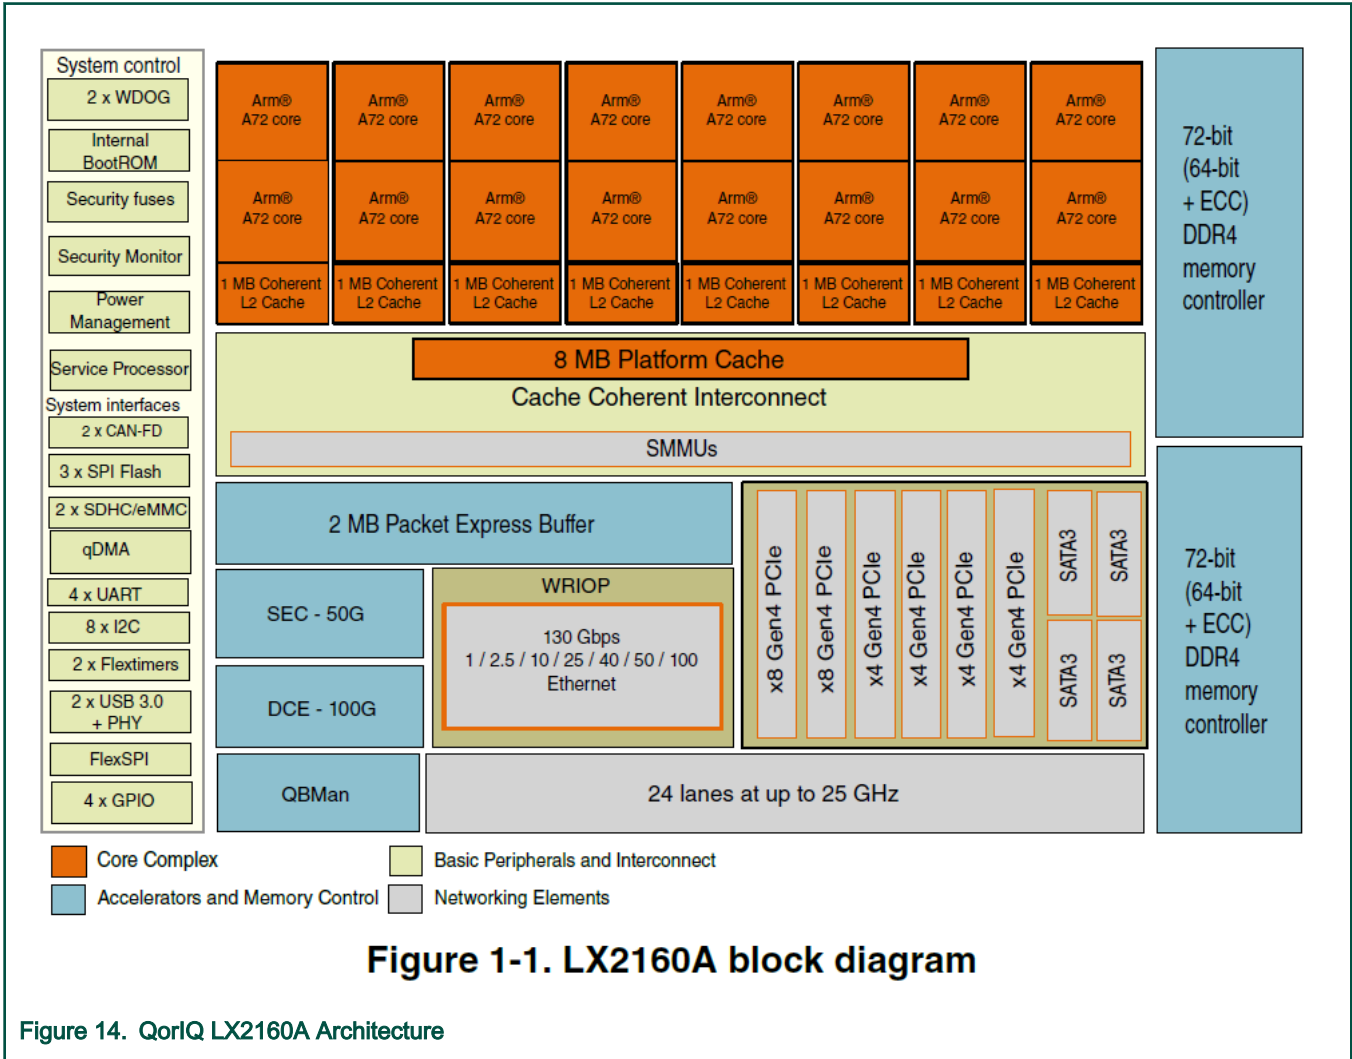 System control
2 x WDOG
Internal
BootROM
Security fuses
Security Monitor
Power
Management
Service Processor
System interfaces
2 x CAN-FD
3 x SPI Flash
2 x SDHC/eMMC
qDMA
4 x UART
8 x I2C
2 x Flextimers
2 x USB 3.0
+ PHY
FlexSPI
4 x GPIO
Arm® Arm® Arm® Arm® Arm® Arm® Arm® Arm®
A72 core A72 core A72 core A72 core A72 core A72 core A72 core A72 core
Arm® Arm® Arm® Arm® Arm® Arm® Arm® Arm®
A72 core A72 core A72 core A72 core A72 core A72 core A72 core A72 core
1 MB Coherent 1 MB Coherent 1 MB Coherent 1 MB Coherent 1 MB Coherent 1 MB Coherent 1 MB Coherent 1 MB Coherent
L2 Cache L2 Cache L2 Cache L2 Cache L2 Cache L2 Cache L2 Cache L2 Cache
8 MB Platform Cache
Cache Coherent Interconnect
SMMUs
2 MB Packet Express Buffer
SEC - 50G
DCE - 100G
WRIOP
130 Gbps
1 / 2.5 / 10 / 25 / 40 / 50 / 100
Ethernet
x8 Gen4 PCIe
x8 Gen4 PCIe
x4 Gen4 PCIe
x4 Gen4 PCIe
x4 Gen4 PCIe
x4 Gen4 PCIe
SATA3
SATA3
SATA3
SATA3
QBMan
24 lanes at up to 25 GHz
72-bit
(64-bit
+ ECC)
DDR4
memory
controller
72-bit
(64-bit
+ ECC)
DDR4
memory
controller
Core Complex
Basic Peripherals and Interconnect
Accelerators and Memory Control
Networking Elements
Figure 1-1. LX2160A block diagram
Figure 14. QorIQ LX2160A Architecture